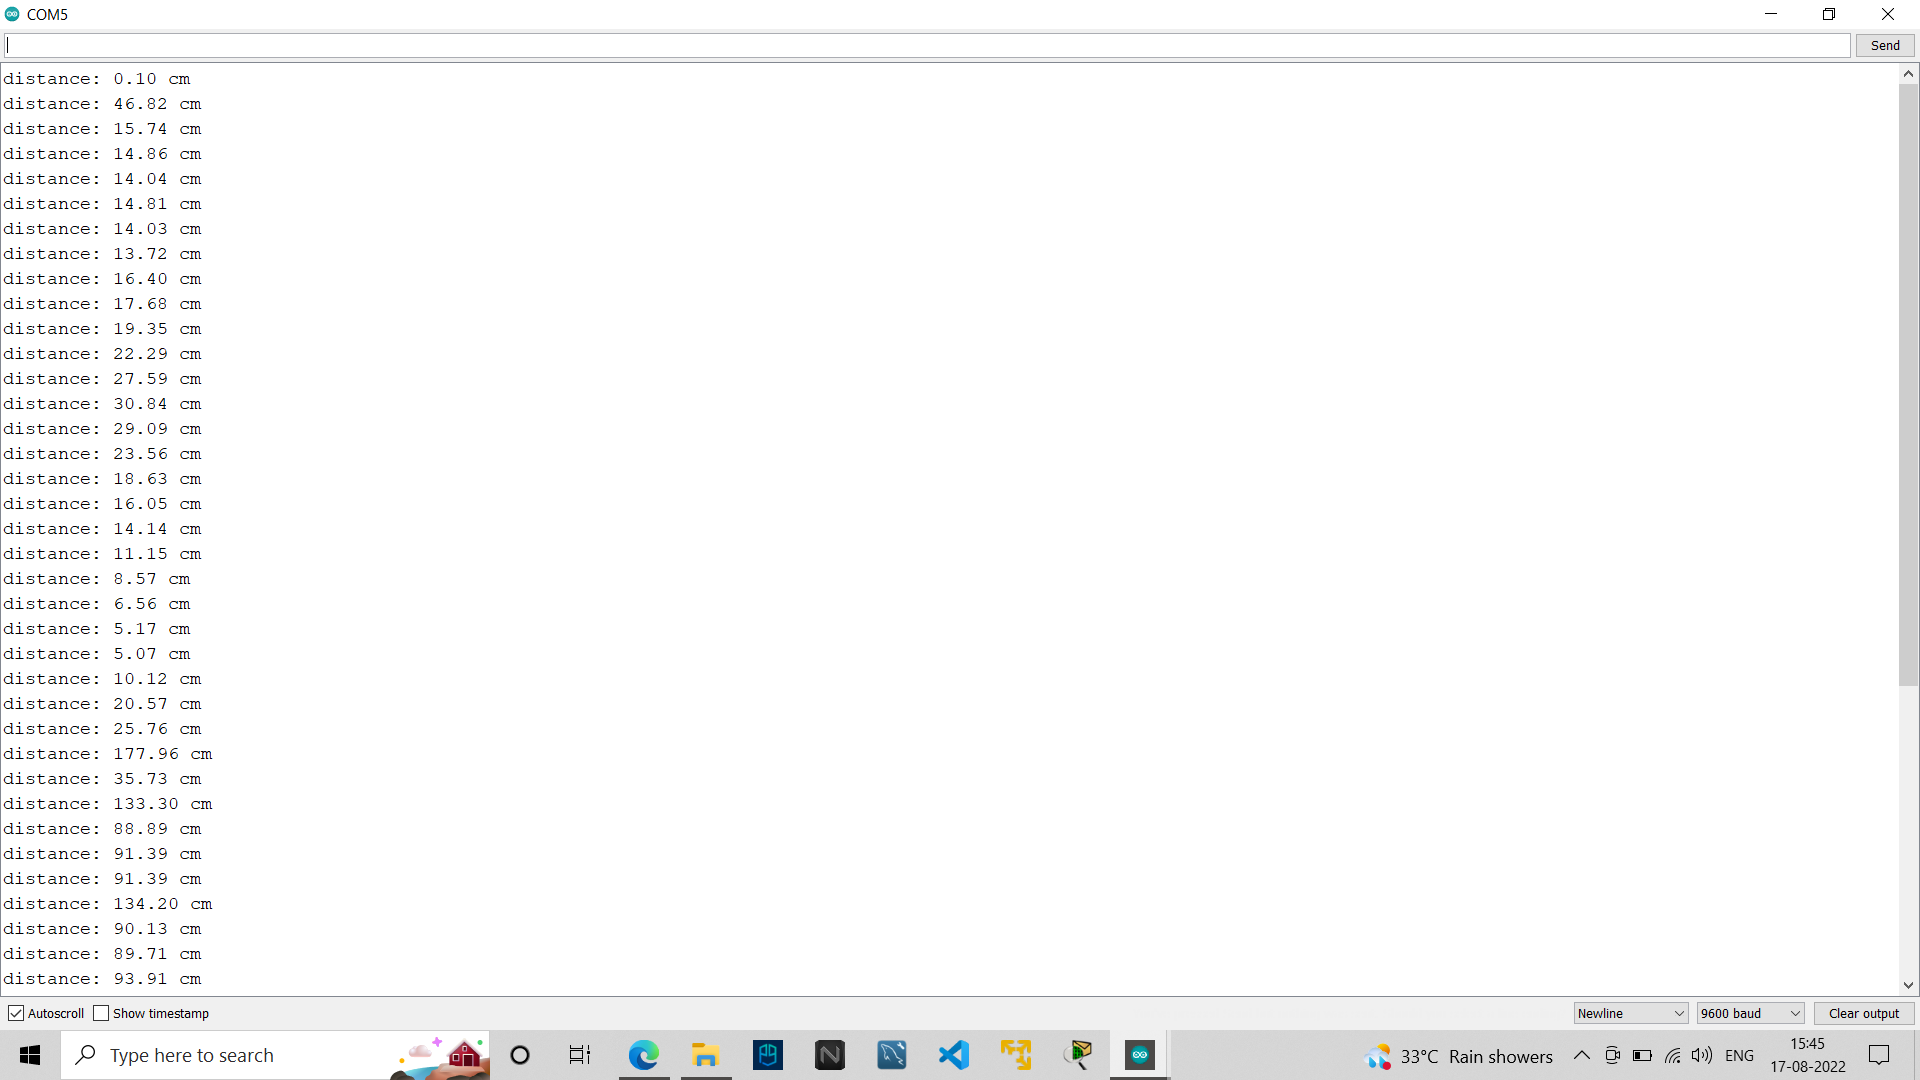 COM5
Send
distance: 0.10 cm
distance: 46.82 cm
distance: 15.74 cm
distance: 14.86 cm
distance: 14.04 cm
distance: 14.81 cm
distance: 14.03 cm
distance: 13.72 cm
distance: 16.40 cm
distance: 17.68 cm
distance: 19.35 cm
distance: 22.29 cm
distance: 27.59 cm
distance: 30.84 cm
distance: 29.09 cm
distance: 23.56 cm
distance: 18.63 cm
distance: 16.05 cm
distance: 14.14 cm
distance: 11.15 cm
distance: 8.57 cm
distance: 6.56 cm
distance: 5.17 cm
distance: 5.07 cm
distance: 10.12 cm
distance: 20.57 cm
distance: 25.76 cm
distance: 177.96 cm
distance: 35.73 cm
distance: 133.30 cm
distance: 88.89 cm
distance: 91.39 cm
distance: 91.39 cm
distance: 134.20 cm
distance: 90.13 cm
distance: 89.71 cm
distance: 93.91 cm
Autoscroll Show timestamp Newline 9600 baud Clear output
Type here to search 33°C Rain showers ENG 15:45
17-08-2022